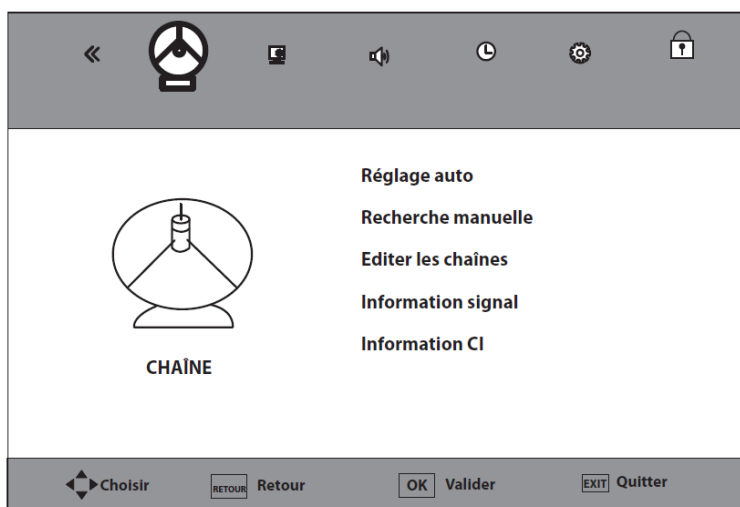 Réglage auto
Recherche manuelle
Editer les chaînes
Information signal
Information CI
CHAÎNE
Choisir RETOUR Retour OK Valider EXIT Quitter